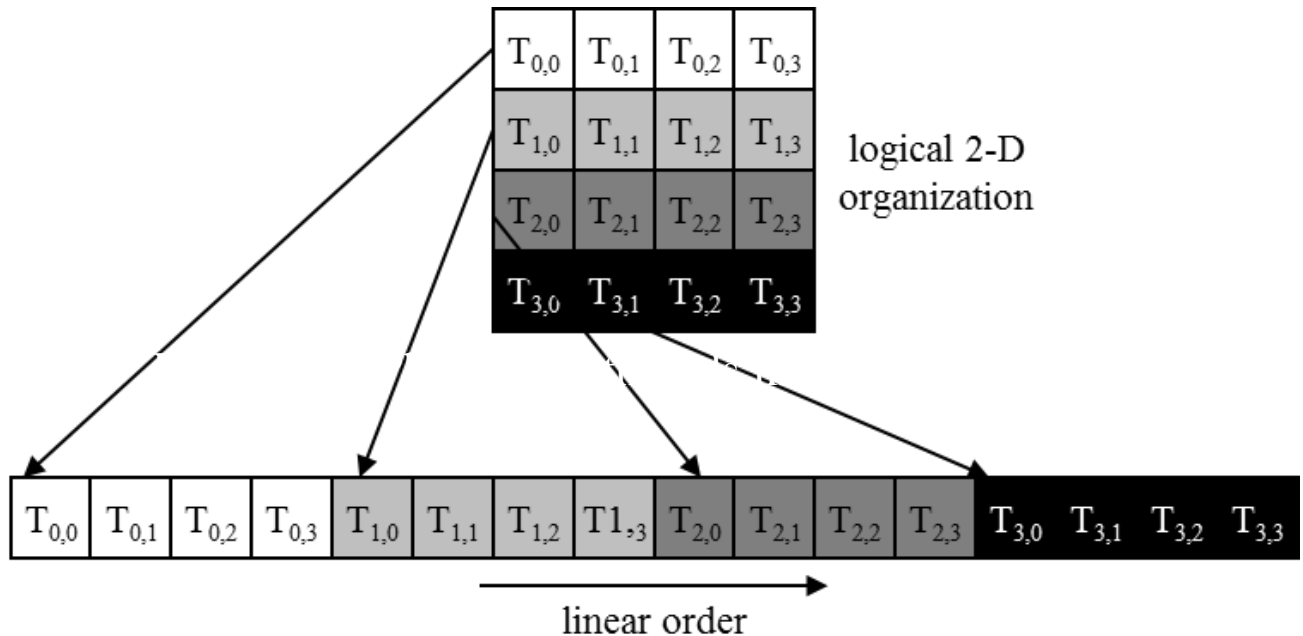 T0,0 T0,1 T0,2 T0,3
T1,0 T1,1 T1,2 T1,3
T2,0 T2,1 T2,2 T2,3
T3,0 T3,1 T3,2 T3,3
logical 2-D
organization
T0,0 T0,1 T0,2 T0,3 T1,0 T1,1 T1,2 T1,3 T2,0 T2,1 T2,2 T2,3 T3,0 T3,1 T3,2 T3,3
linear order